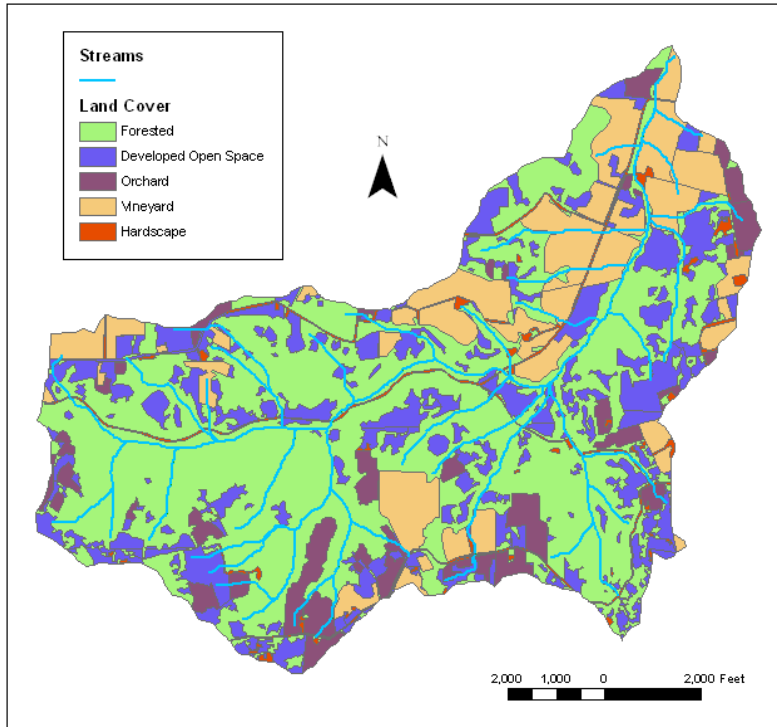 Streams
Land Cover
Forested
Developed Open Space
Orchard
Vineyard
Hardscape
N
2,000 1,000 0 2,000 Feet